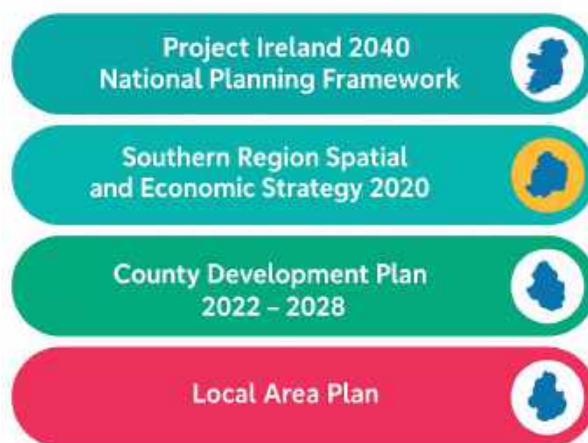 Project Ireland 2040
National Planning Framework
Southern Region Spatial
and Economic Strategy 2020
County Development Plan
2022 – 2028
Local Area Plan